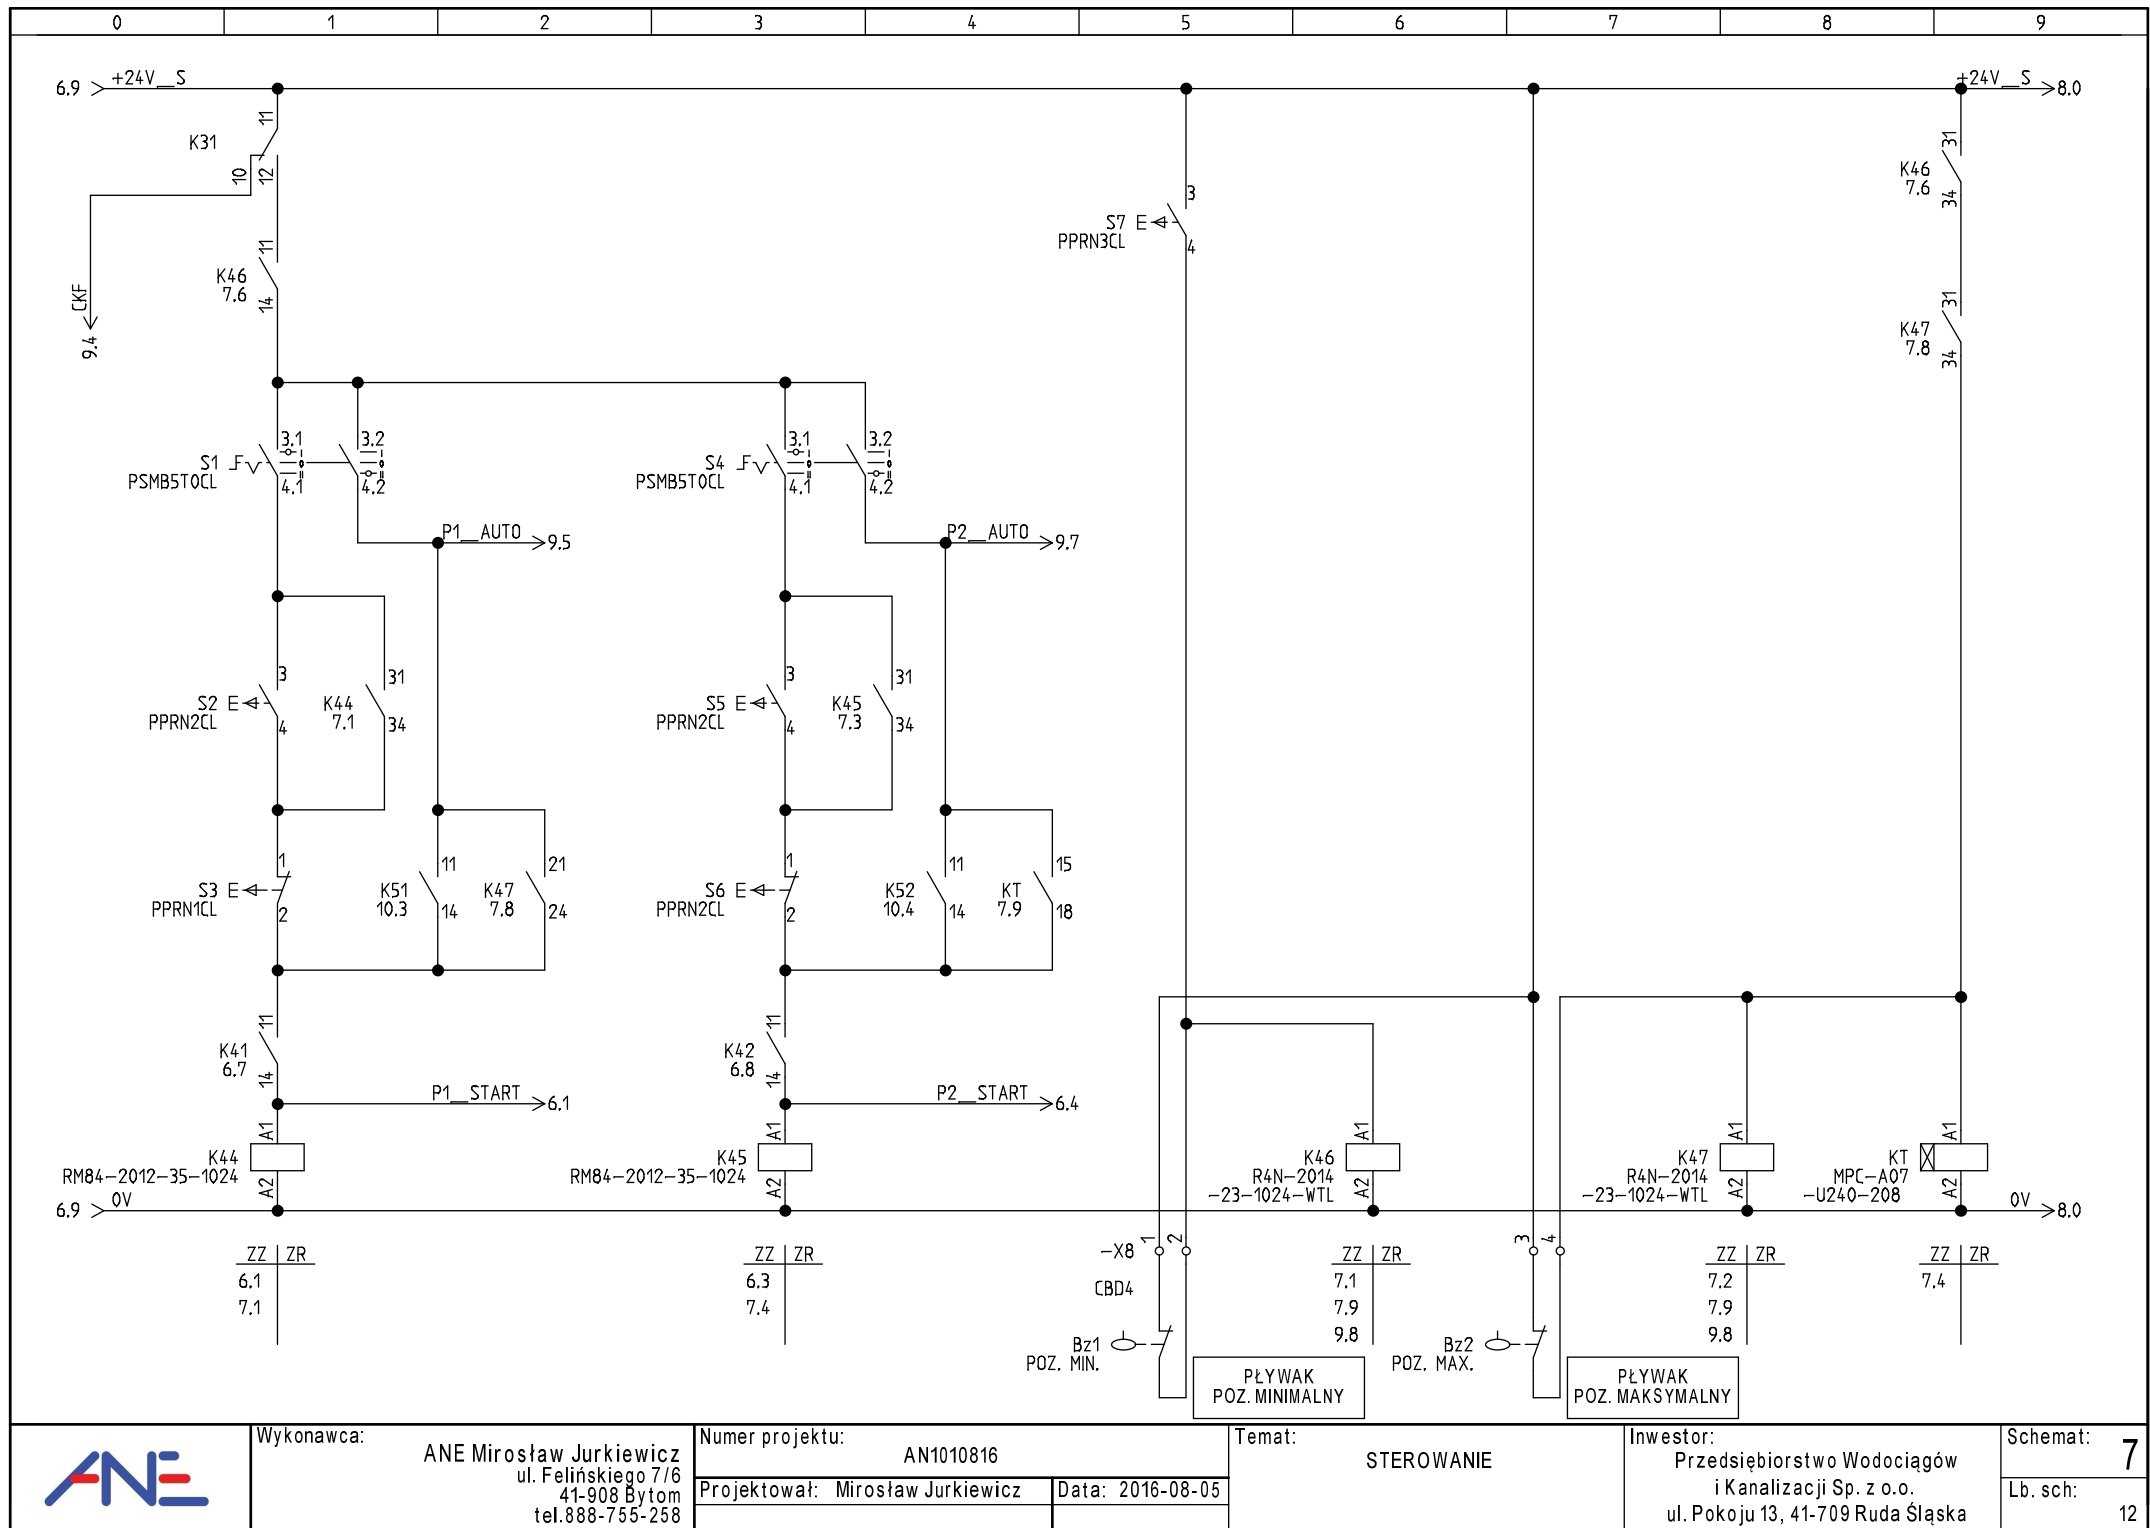 0 1 2 3 4 5 6 7 8 9
6.9 +24V__S +24V__S 8.0
11
K31
10 12
CKF
9.4
11
K46
7.6
14
3
S7
PPRN3CL
4
31
K46
7.6
34
31
K47
7.8
34
3.1 3.2
S1
PSMB5T0CL
4.1 4.2
3.1 3.2
S4
PSMB5T0CL
4.1 4.2
P1__AUTO 9.5
P2__AUTO 9.7
3
S2
PPRN2CL
4
31
K44
7.1
34
3
S5
PPRN2CL
4
31
K45
7.3
34
1
S3
PPRN1CL
2
11
K51
10.3
14
21
K47
7.8
24
1
S6
PPRN2CL
2
11
K52
10.4
14
15
KT
7.9
18
11
K41
6.7
14
P1__START 6.1
11
K42
6.8
14
P2__START 6.4
A1
K44
RM84-2012-35-1024
A2
A1
K45
RM84-2012-35-1024
A2
A1
K46
R4N-2014
-23-1024-WTL
A2
A1
K47
R4N-2014
-23-1024-WTL
A2
A1
KT
MPC-A07
-U240-208
A2
6.9 0V 0V 8.0
ZZ ZR
6.1
7.1
ZZ ZR
6.3
7.4
-X8 1 2
CBD4
Bz1
POZ. MIN.
PŁYWAK
POZ. MINIMALNY
ZZ ZR
7.1
7.9
9.8
3 4
Bz2
POZ. MAX.
PŁYWAK
POZ. MAKSYMALNY
ZZ ZR
7.2
7.9
9.8
ZZ ZR
7.4
ANE
Wykonawca:
ANE Mirosław Jurkiewicz
ul. Felińskiego 7/6
41-908 Bytom
tel.888-755-258
Numer projektu:
AN1010816
Projektował: Mirosław Jurkiewicz
Data: 2016-08-05
Temat:
STEROWANIE
Inwestor:
Przedsiębiorstwo Wodociągów
i Kanalizacji Sp. z o.o.
ul. Pokoju 13, 41-709 Ruda Śląska
Schemat: 7
Lb. sch:
12